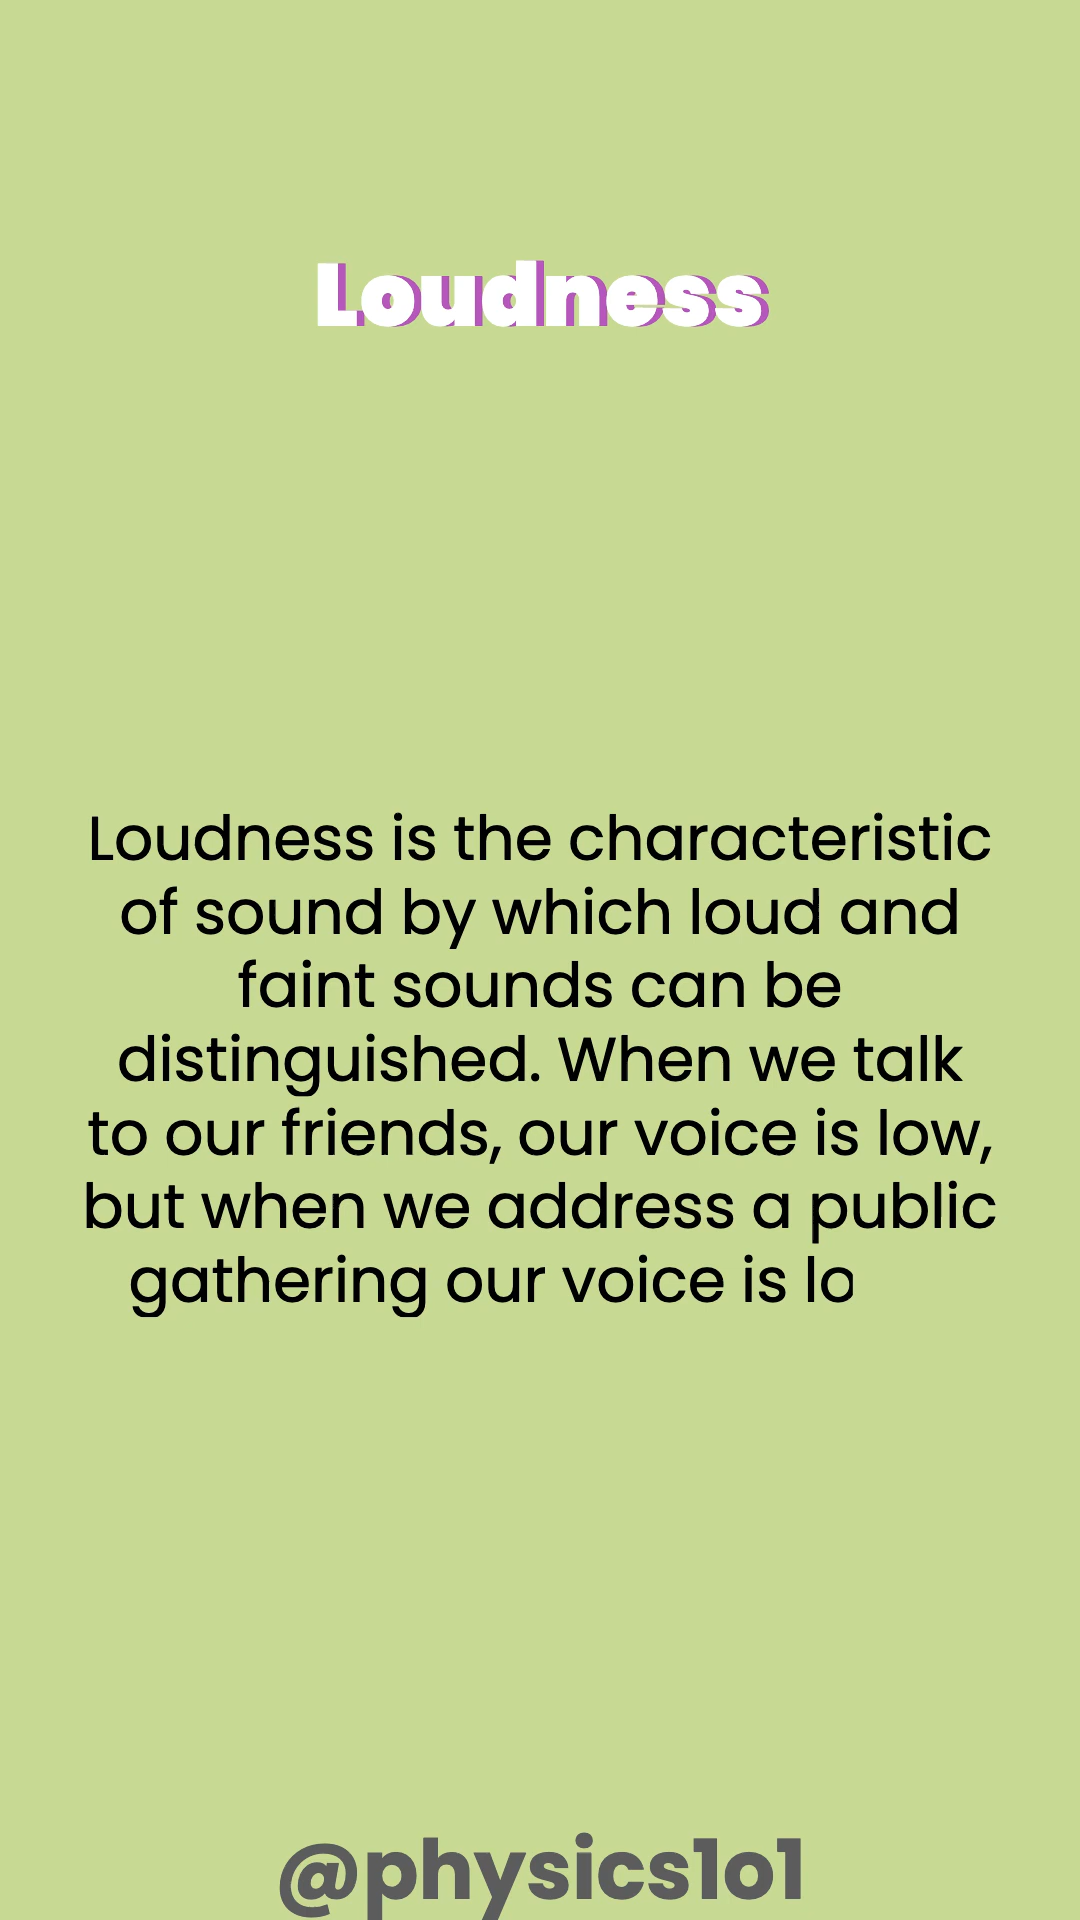 Loudness
Loudness is the characteristic
of sound by which loud and
faint sounds can be
distinguished. When we talk
to our friends, our voice is low,
but when we address a public
gathering our voice is lo
@physics1o1